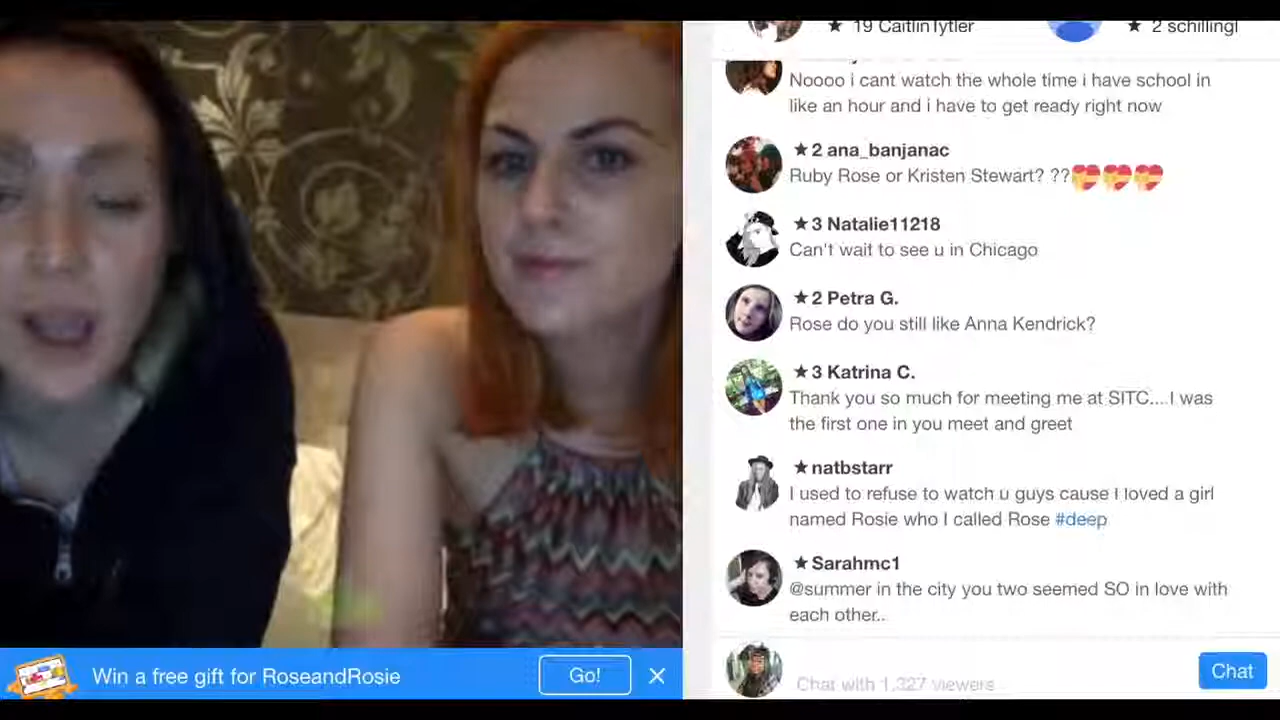 ★ 19 CaitlinTytler
★ 2 schillingl
Noooo i cant watch the whole time i have school in
like an hour and i have to get ready right now
★2 ana_banjanac
Ruby Rose or Kristen Stewart? ??💝💝💝
★3 Natalie11218
Can't wait to see u in Chicago
★2 Petra G.
Rose do you still like Anna Kendrick?
★3 Katrina C.
Thank you so much for meeting me at SITC....I was
the first one in you meet and greet
★natbstarr
I used to refuse to watch u guys cause I loved a girl
named Rosie who I called Rose #deep
★Sarahmc1
@summer in the city you two seemed SO in love with
each other..
Win a free gift for RoseandRosie
Go!
Chat with 1,327 viewers...
Chat